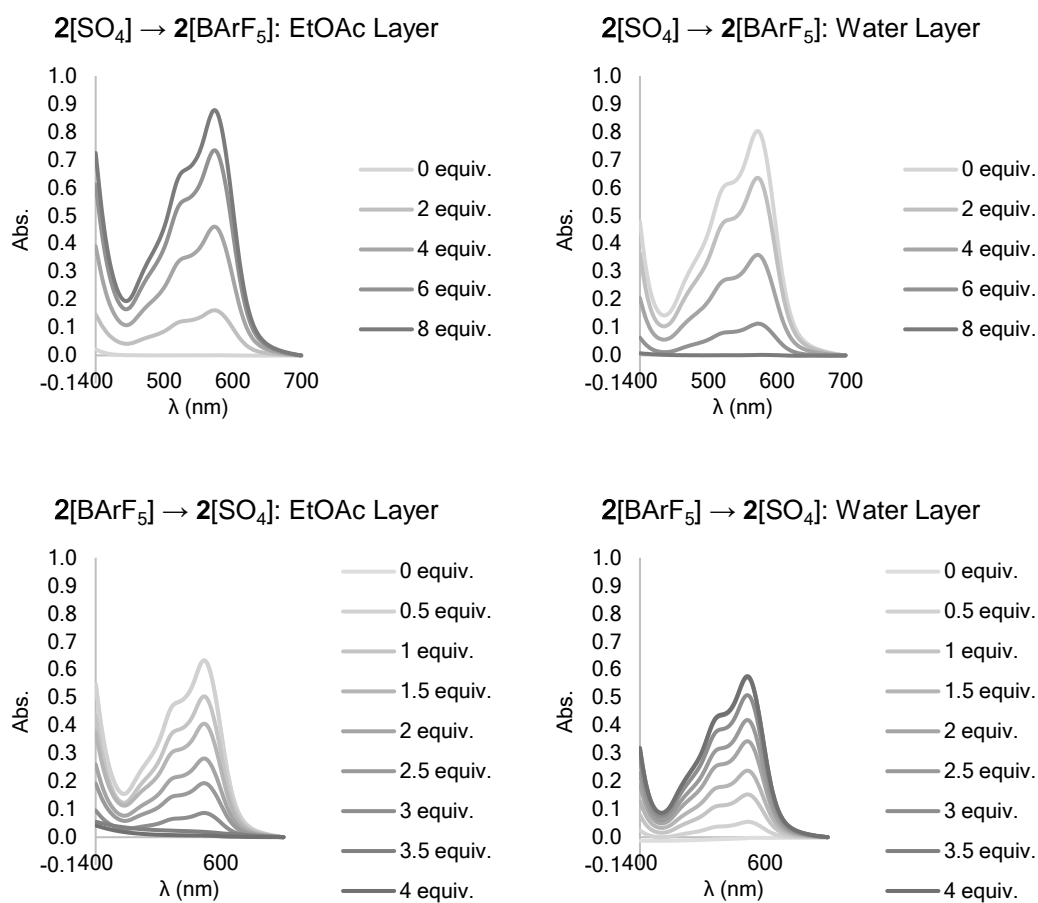 2[SO₄] → 2[BArF₅]: EtOAc Layer
1.0
0.9
0.8
0.7
0.6
0.5
0.4
0.3
0.2
0.1
0.0
-0.1
400 500 600 700
Abs.
λ (nm)
0 equiv.
2 equiv.
4 equiv.
6 equiv.
8 equiv.
2[SO₄] → 2[BArF₅]: Water Layer
1.0
0.9
0.8
0.7
0.6
0.5
0.4
0.3
0.2
0.1
0.0
-0.1
400 500 600 700
Abs.
λ (nm)
0 equiv.
2 equiv.
4 equiv.
6 equiv.
8 equiv.
2[BArF₅] → 2[SO₄]: EtOAc Layer
1.0
0.9
0.8
0.7
0.6
0.5
0.4
0.3
0.2
0.1
0.0
-0.1
400 600
Abs.
λ (nm)
0 equiv.
0.5 equiv.
1 equiv.
1.5 equiv.
2 equiv.
2.5 equiv.
3 equiv.
3.5 equiv.
4 equiv.
2[BArF₅] → 2[SO₄]: Water Layer
1.0
0.9
0.8
0.7
0.6
0.5
0.4
0.3
0.2
0.1
0.0
-0.1
400 600
Abs.
λ (nm)
0 equiv.
0.5 equiv.
1 equiv.
1.5 equiv.
2 equiv.
2.5 equiv.
3 equiv.
3.5 equiv.
4 equiv.